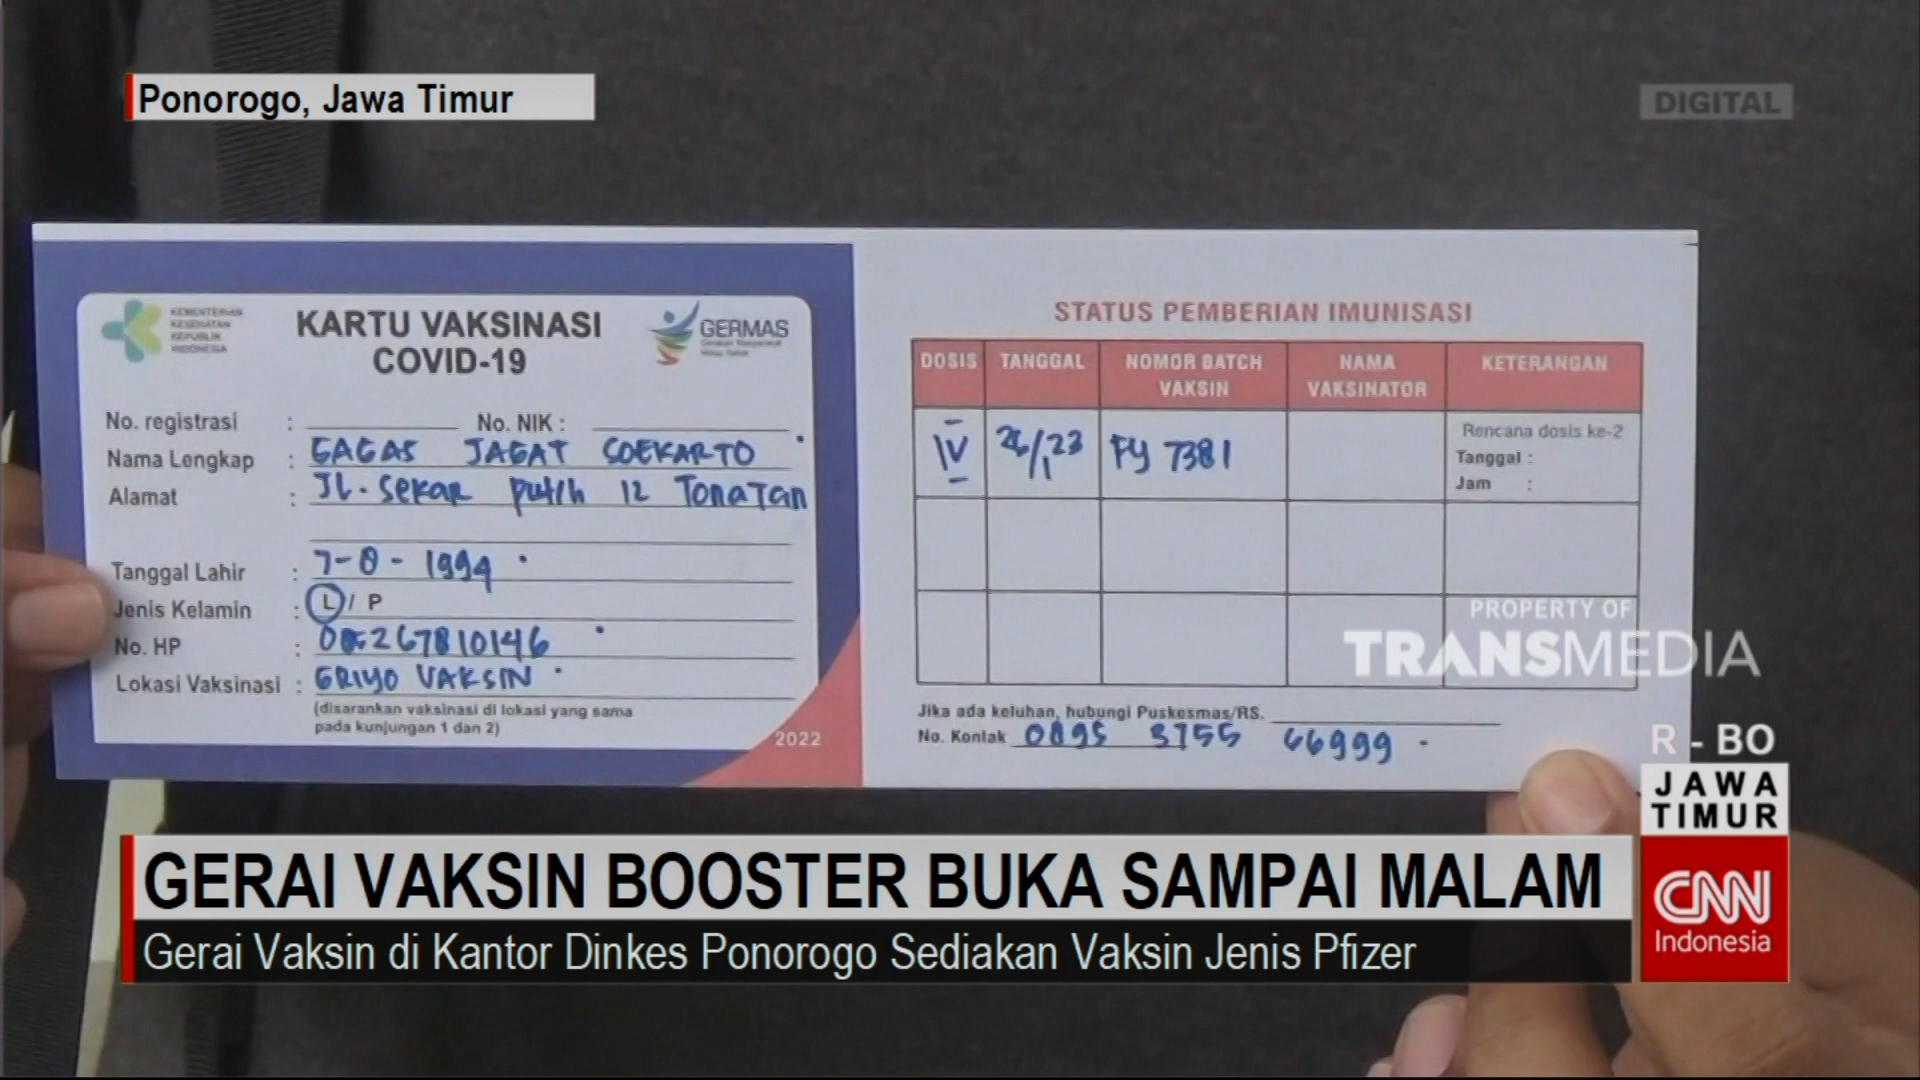 Ponorogo, Jawa Timur
DIGITAL
KEMENTERIAN
KESEHATAN
REPUBLIK
INDONESIA
KARTU VAKSINASI
COVID-19
GERMAS
Gerakan Masyarakat
Hidup Sehat
No. registrasi : No. NIK :
Nama Lengkap : GAGAS JAGAT SOEKARTO
Alamat : JL. Sekar putih 12 Tonatan
Tanggal Lahir : 7-8-1994
Jenis Kelamin : L / P
No. HP : 085267810146
Lokasi Vaksinasi : GRIYO VAKSIN
(disarankan vaksinasi di lokasi yang sama
pada kunjungan 1 dan 2)
2022
STATUS PEMBERIAN IMUNISASI
DOSIS TANGGAL NOMOR BATCH VAKSIN NAMA VAKSINATOR KETERANGAN
IV 26/1 23 FY 7381 Rencana dosis ke-2
Tanggal :
Jam :
Jika ada keluhan, hubungi Puskesmas/RS.
No. Kontak 0895 3755 66999
PROPERTY OF
TRANSMEDIA
R - BO
JAWA
TIMUR
GERAI VAKSIN BOOSTER BUKA SAMPAI MALAM
Gerai Vaksin di Kantor Dinkes Ponorogo Sediakan Vaksin Jenis Pfizer
CNN
Indonesia